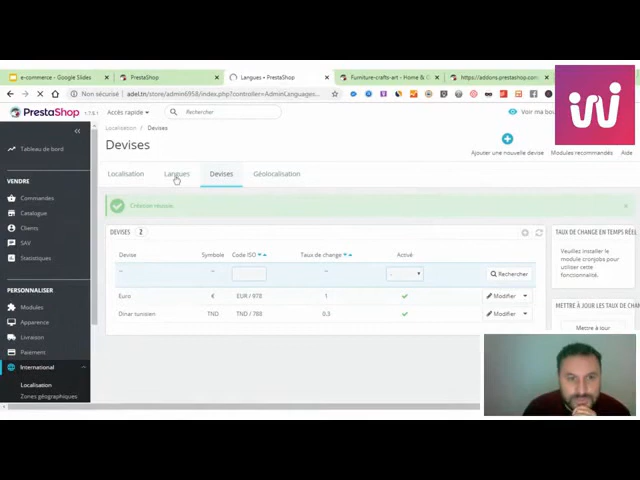 e-commerce - Google Slides
PrestaShop
Langues • PrestaShop
Furniture-crafts-art - Home & G
https://addons.prestashop.com
Non sécurisé
adel.tn/store/admin6958/index.php?controller=AdminLanguages...
PrestaShop
1.7.5.1
Accès rapide
Rechercher
Voir ma bou
Localisation / Devises
Devises
Ajouter une nouvelle devise
Modules recommandés
Aide
Localisation
Langues
Devises
Géolocalisation
Création réussie.
Tableau de bord
VENDRE
Commandes
Catalogue
Clients
SAV
Statistiques
PERSONNALISER
Modules
Apparence
Livraison
Paiement
International
Localisation
Zones géographiques
DEVISES 2
Devise
Symbole
Code ISO
Taux de change
Activé
--
--
--
-
Rechercher
Euro
€
EUR / 978
1
Modifier
Dinar tunisien
TND
TND / 788
0.3
Modifier
TAUX DE CHANGE EN TEMPS RÉEL
Veuillez installer le
module cronjobs pour
utiliser cette
fonctionnalité.
METTRE À JOUR LES TAUX DE CHAN
Mettre à jour